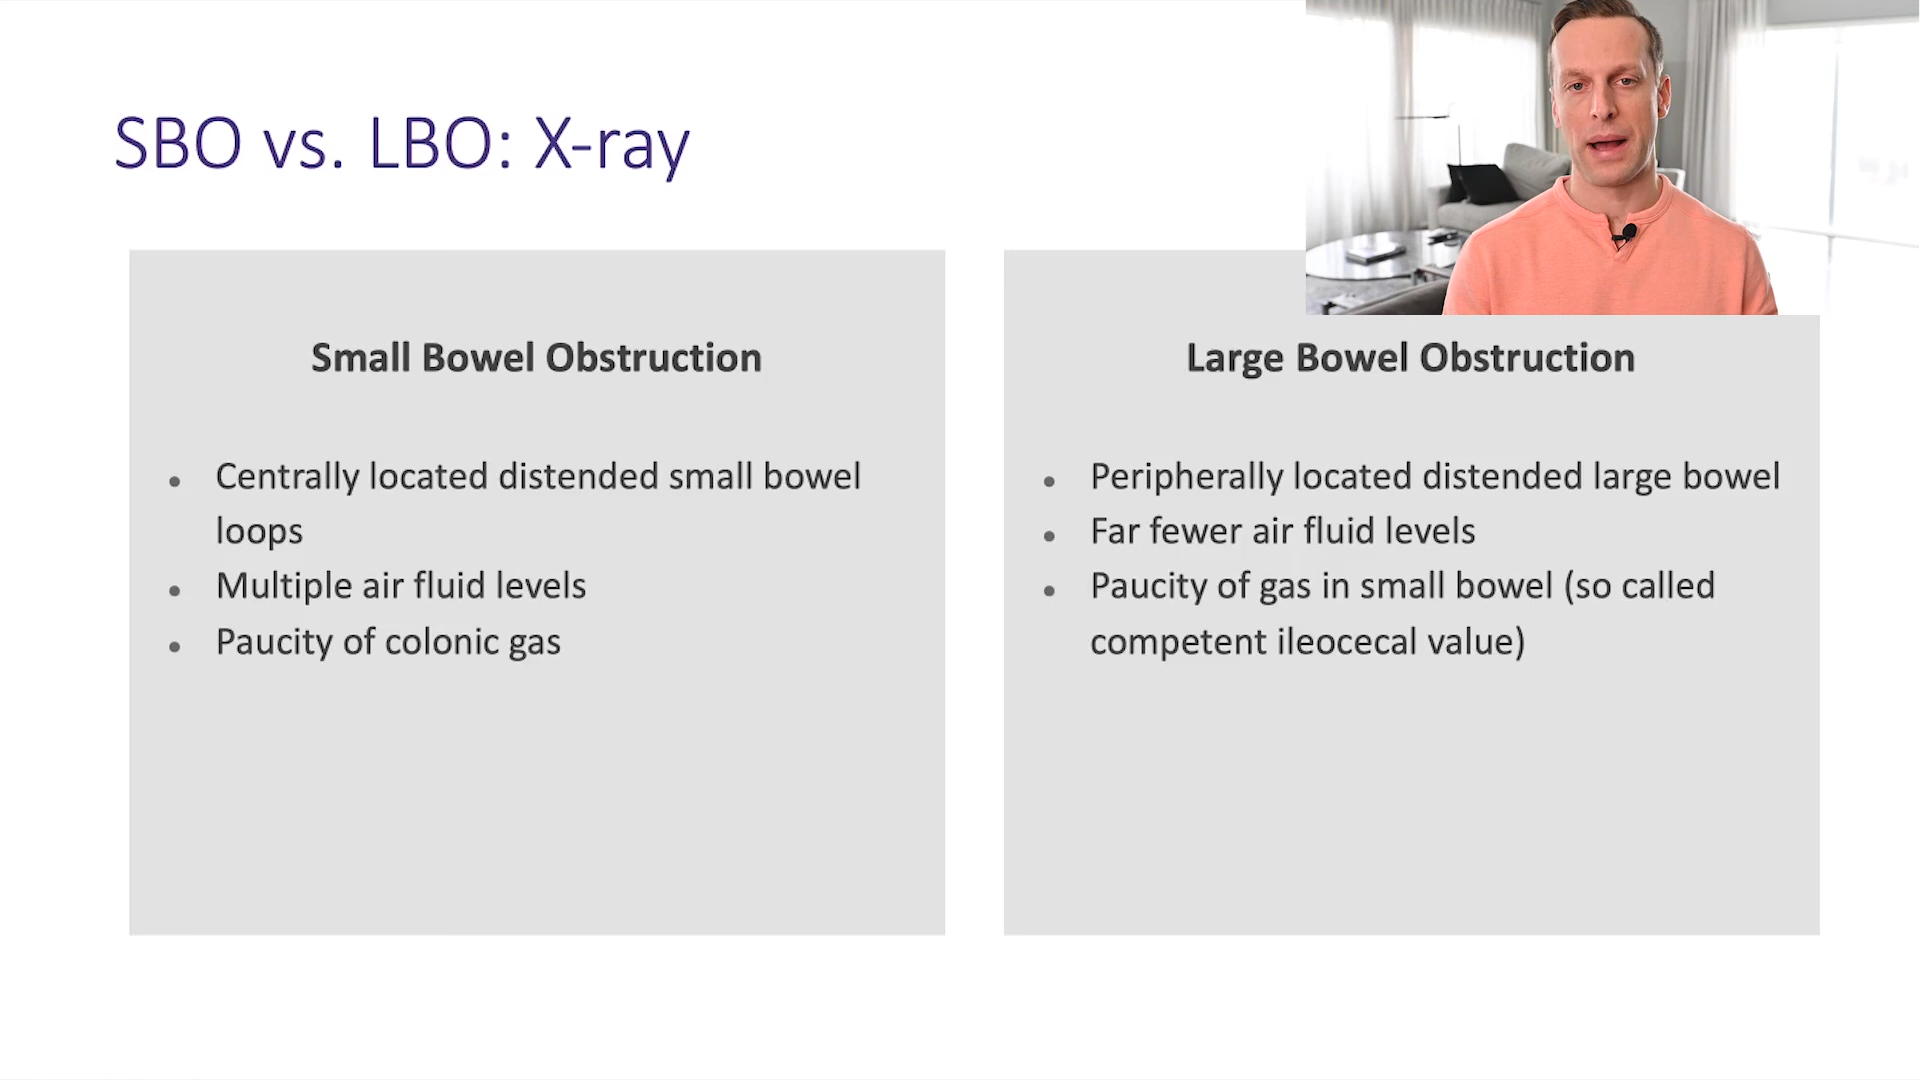 SBO vs. LBO: X-ray
Small Bowel Obstruction
• Centrally located distended small bowel
loops
• Multiple air fluid levels
• Paucity of colonic gas
Large Bowel Obstruction
• Peripherally located distended large bowel
• Far fewer air fluid levels
• Paucity of gas in small bowel (so called
competent ileocecal value)